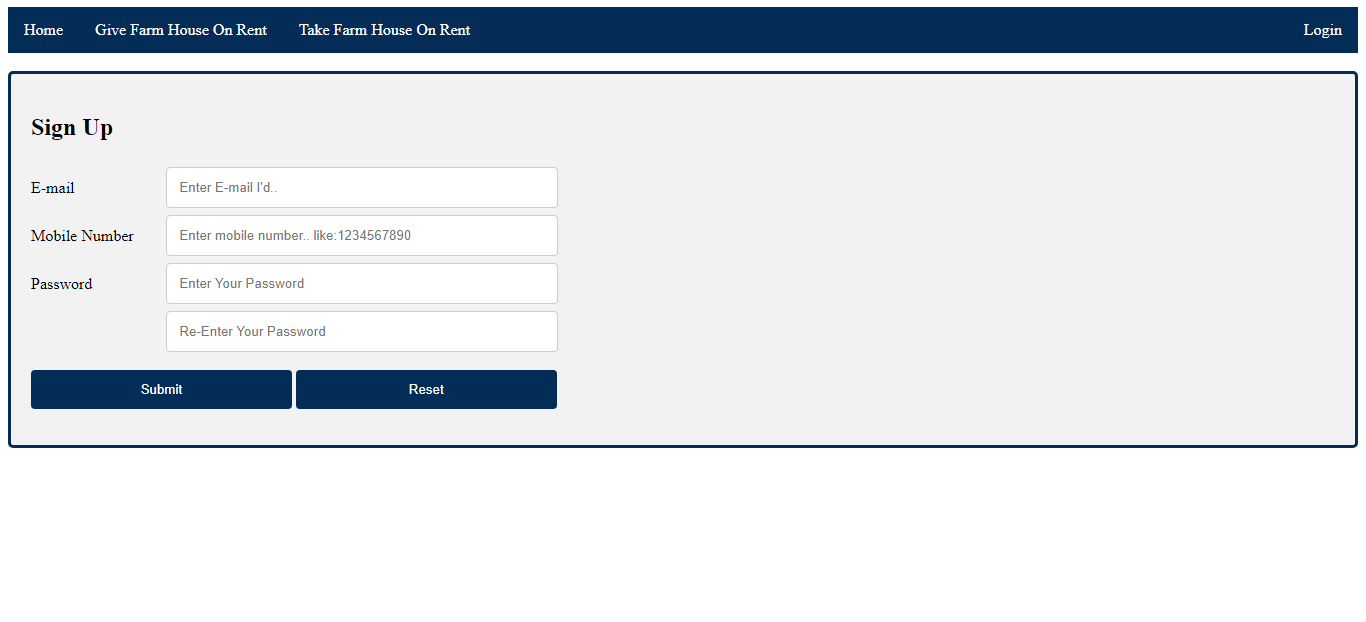 Home Give Farm House On Rent Take Farm House On Rent Login
Sign Up
E-mail Enter E-mail I'd..
Mobile Number Enter mobile number.. like:1234567890
Password Enter Your Password
Re-Enter Your Password
Submit Reset